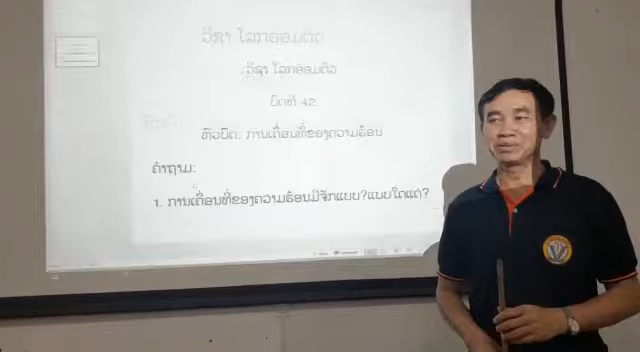 ວິຊາ ໂລກອ້ອມຕົວ
ວິຊາ ໂລກອ້ອມຕົວ
ບົດທີ 42
ຫົວບົດ: ການເຄື່ອນທີ່ຂອງຄວາມຮ້ອນ
ຄໍາຖາມ:
1. ການເຄື່ອນທີ່ຂອງຄວາມຮ້ອນມີຈັກແບບ?ແບບໃດແດ່?